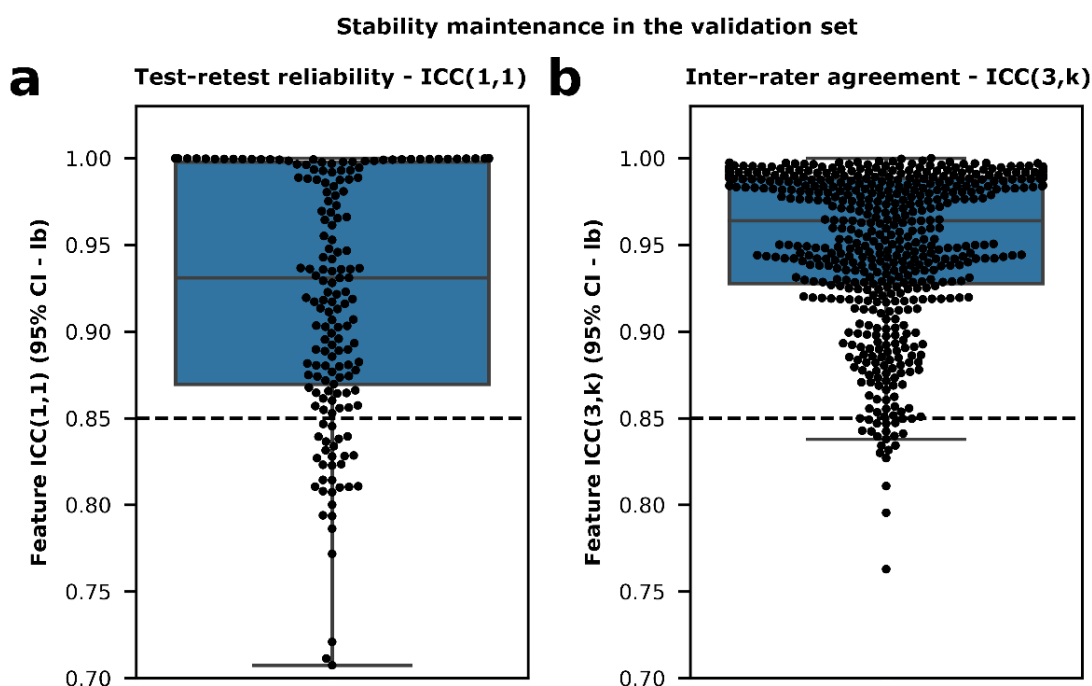 Stability maintenance in the validation set
a
Test-retest reliability - ICC(1,1)
Feature ICC(1,1) (95% CI - lb)
1.00
0.95
0.90
0.85
0.80
0.75
0.70
b
Inter-rater agreement - ICC(3,k)
Feature ICC(3,k) (95% CI - lb)
1.00
0.95
0.90
0.85
0.80
0.75
0.70